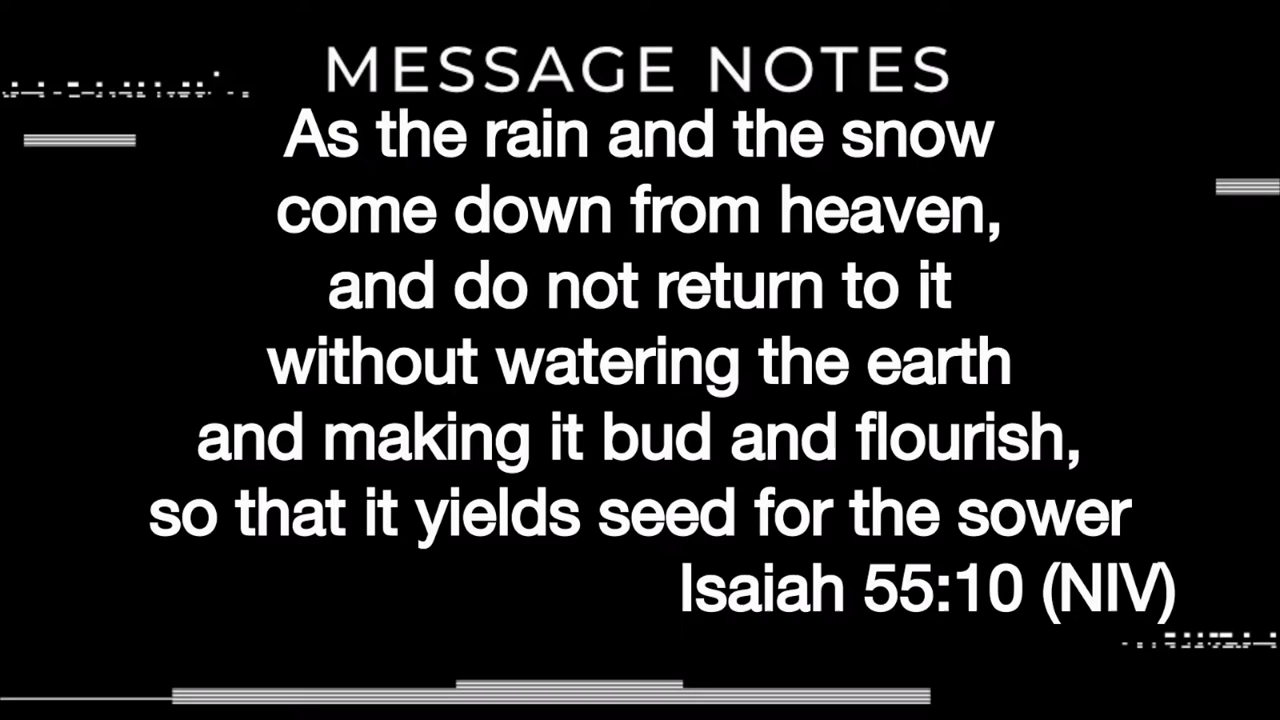 MESSAGE NOTES
As the rain and the snow
come down from heaven,
and do not return to it
without watering the earth
and making it bud and flourish,
so that it yields seed for the sower
Isaiah 55:10 (NIV)